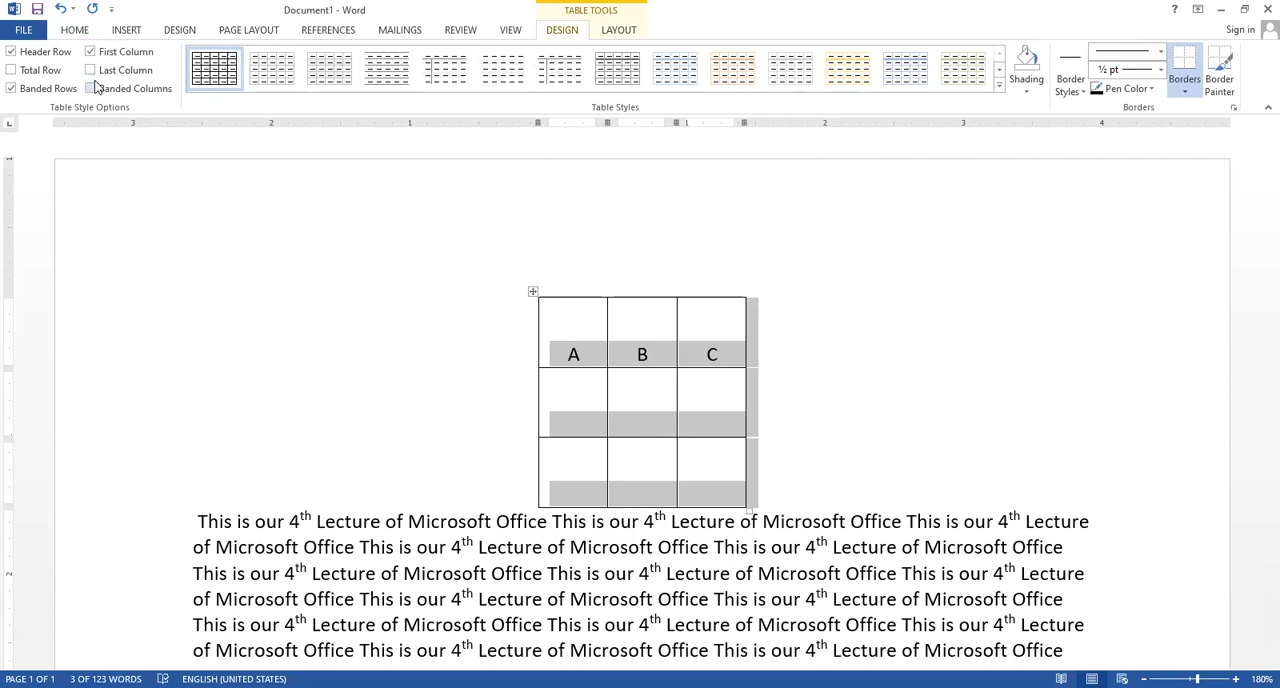 Document1 - Word
TABLE TOOLS
?
FILE HOME INSERT DESIGN PAGE LAYOUT REFERENCES MAILINGS REVIEW VIEW DESIGN LAYOUT Sign in
Header Row First Column
Total Row Last Column
Banded Rows Banded Columns
Table Style Options
Table Styles
Shading
Border Styles
½ pt
Pen Color
Borders
Border Painter
Borders
3 2 1 1 2 3 4
1
2
A B C
This is our 4th Lecture of Microsoft Office This is our 4th Lecture of Microsoft Office This is our 4th Lecture
of Microsoft Office This is our 4th Lecture of Microsoft Office This is our 4th Lecture of Microsoft Office
This is our 4th Lecture of Microsoft Office This is our 4th Lecture of Microsoft Office This is our 4th Lecture
of Microsoft Office This is our 4th Lecture of Microsoft Office This is our 4th Lecture of Microsoft Office
This is our 4th Lecture of Microsoft Office This is our 4th Lecture of Microsoft Office This is our 4th Lecture
of Microsoft Office This is our 4th Lecture of Microsoft Office This is our 4th Lecture of Microsoft Office
PAGE 1 OF 1 3 OF 123 WORDS ENGLISH (UNITED STATES) 180%